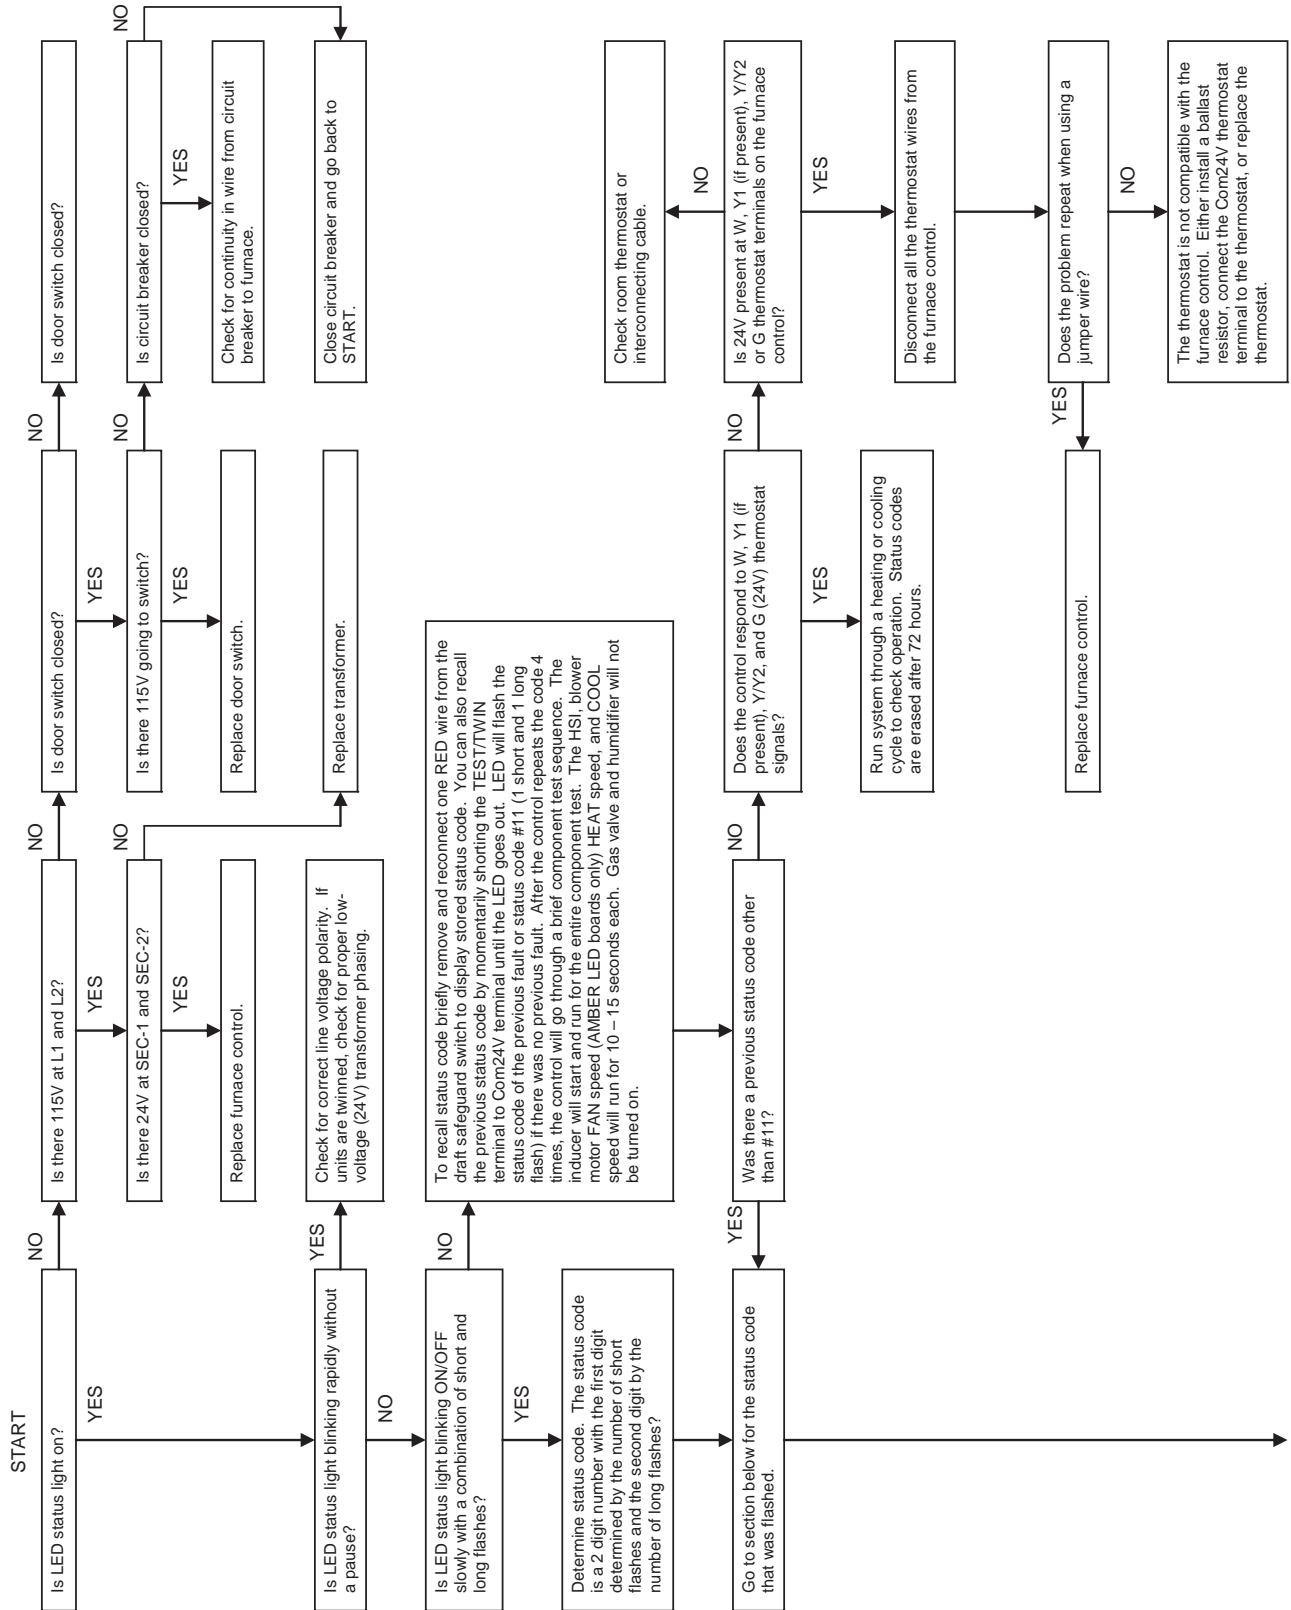 START
Is LED status light on?
NO
YES
Is there 115V at L1 and L2?
NO
YES
Is door switch closed?
NO
YES
Is door switch closed?
Is there 24V at SEC-1 and SEC-2?
NO
YES
Is there 115V going to switch?
NO
YES
Is circuit breaker closed?
NO
YES
Replace furnace control.
Replace door switch.
Check for continuity in wire from circuit
breaker to furnace.
Is LED status light blinking rapidly without
a pause?
YES
NO
Check for correct line voltage polarity.  If
units are twinned, check for proper low-
voltage (24V) transformer phasing.
Replace transformer.
Close circuit breaker and go back to
START.
Is LED status light blinking ON/OFF
slowly with a combination of short and
long flashes?
NO
YES
To recall status code briefly remove and reconnect one RED wire from the
draft safeguard switch to display stored status code.  You can also recall
the previous status code by momentarily shorting the TEST/TWIN
terminal to Com24V terminal until the LED goes out.  LED will flash the
status code of the previous fault or status code #11 (1 short and 1 long
flash) if there was no previous fault.  After the control repeats the code 4
times, the control will go through a brief component test sequence.  The
inducer will start and run for the entire component test.  The HSI, blower
motor FAN speed (AMBER LED boards only) HEAT speed, and COOL
speed will run for 10 – 15 seconds each.  Gas valve and humidifier will not
be turned on.
Determine status code.  The status code
is a 2 digit number with the first digit
determined by the number of short
flashes and the second digit by the
number of long flashes?
Check room thermostat or
interconnecting cable.
NO
Go to section below for the status code
that was flashed.
YES
Was there a previous status code other
than #11?
NO
Does the control respond to W, Y1 (if
present), Y/Y2, and G (24V) thermostat
signals?
NO
YES
Is 24V present at W, Y1 (if present), Y/Y2
or G thermostat terminals on the furnace
control?
YES
Run system through a heating or cooling
cycle to check operation.  Status codes
are erased after 72 hours.
Disconnect all the thermostat wires from
the furnace control.
Does the problem repeat when using a
jumper wire?
YES
NO
Replace furnace control.
The thermostat is not compatible with the
furnace control.  Either install a ballast
resistor, connect the Com24V thermostat
terminal to the thermostat, or replace the
thermostat.